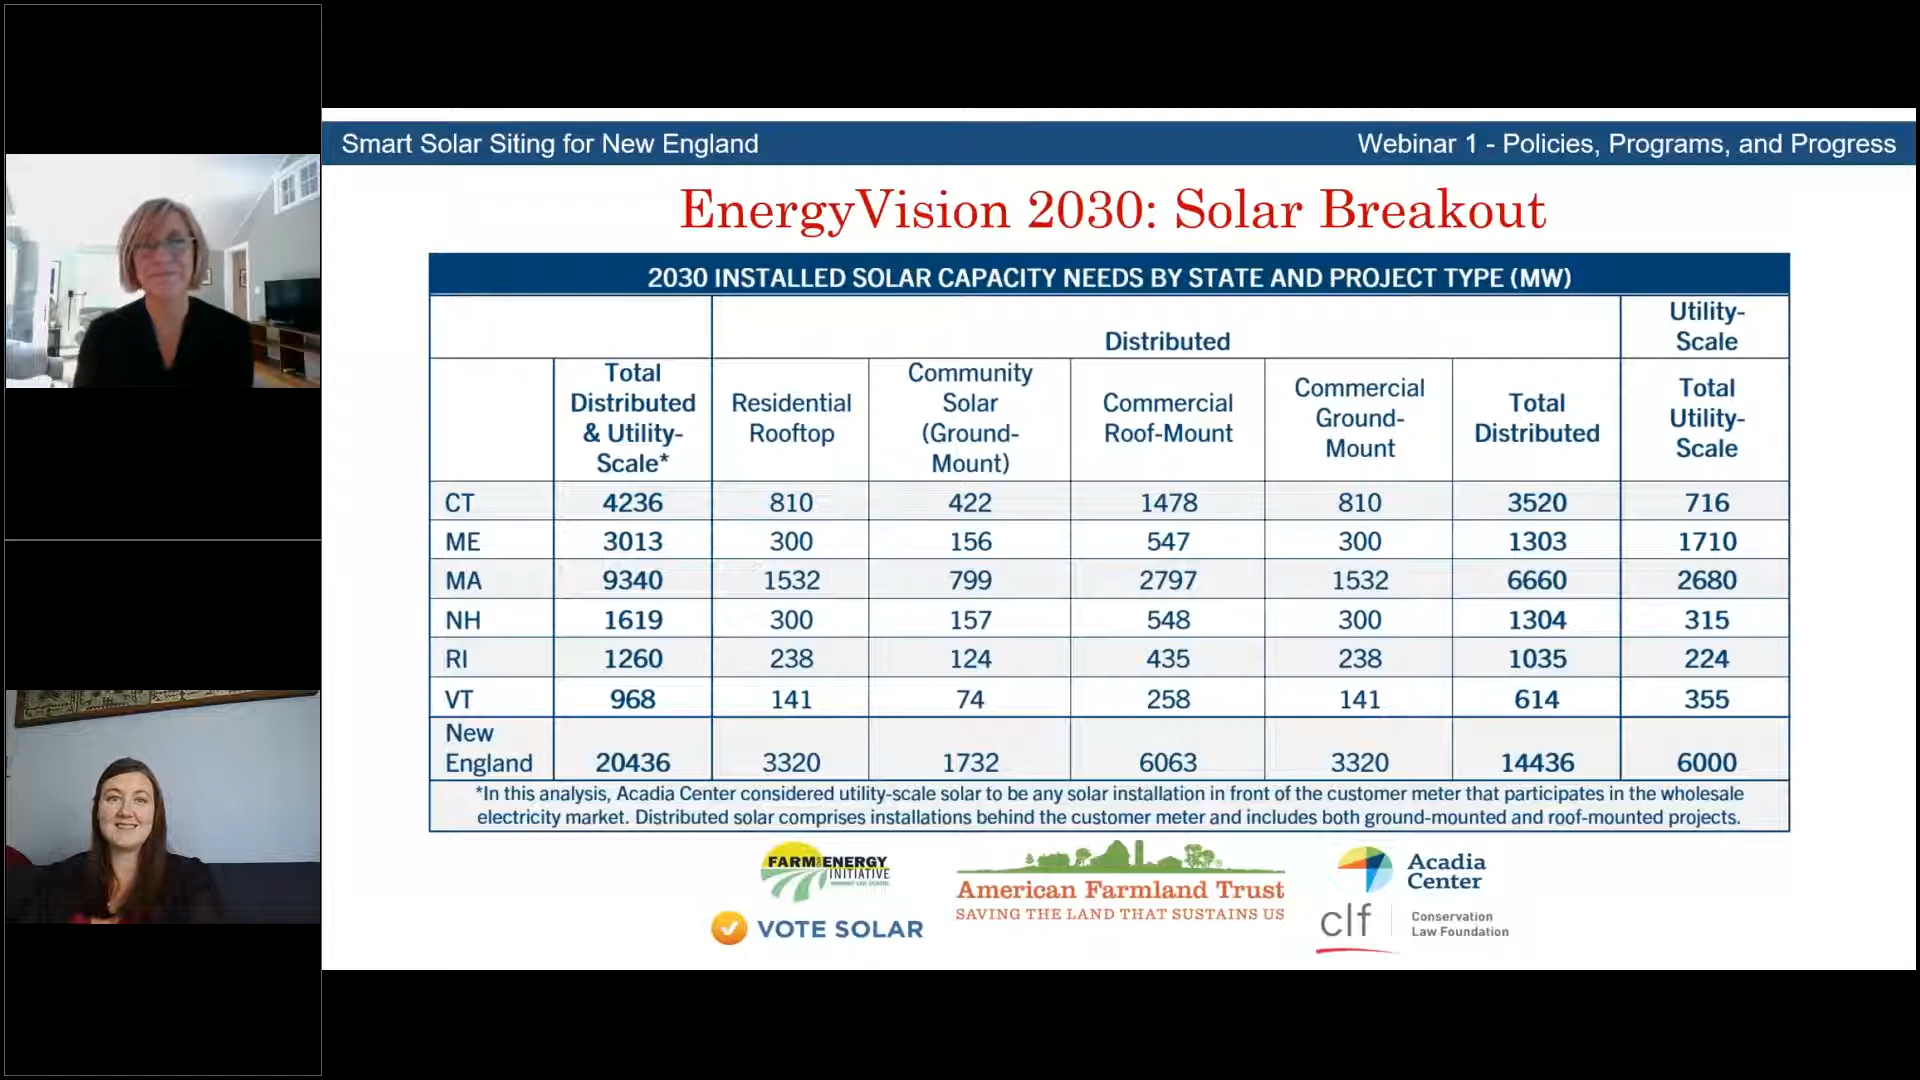 Smart Solar Siting for New England
Webinar 1 - Policies, Programs, and Progress
EnergyVision 2030: Solar Breakout
2030 INSTALLED SOLAR CAPACITY NEEDS BY STATE AND PROJECT TYPE (MW)
Distributed
Utility-
Scale
Total
Distributed
& Utility-
Scale*
Residential
Rooftop
Community
Solar
(Ground-
Mount)
Commercial
Roof-Mount
Commercial
Ground-
Mount
Total
Distributed
Total
Utility-
Scale
CT 4236 810 422 1478 810 3520 716
ME 3013 300 156 547 300 1303 1710
MA 9340 1532 799 2797 1532 6660 2680
NH 1619 300 157 548 300 1304 315
RI 1260 238 124 435 238 1035 224
VT 968 141 74 258 141 614 355
New
England 20436 3320 1732 6063 3320 14436 6000
*In this analysis, Acadia Center considered utility-scale solar to be any solar installation in front of the customer meter that participates in the wholesale
electricity market. Distributed solar comprises installations behind the customer meter and includes both ground-mounted and roof-mounted projects.
FARM ENERGY
INITIATIVE
VOTE SOLAR
American Farmland Trust
SAVING THE LAND THAT SUSTAINS US
Acadia
Center
clf
Conservation
Law Foundation